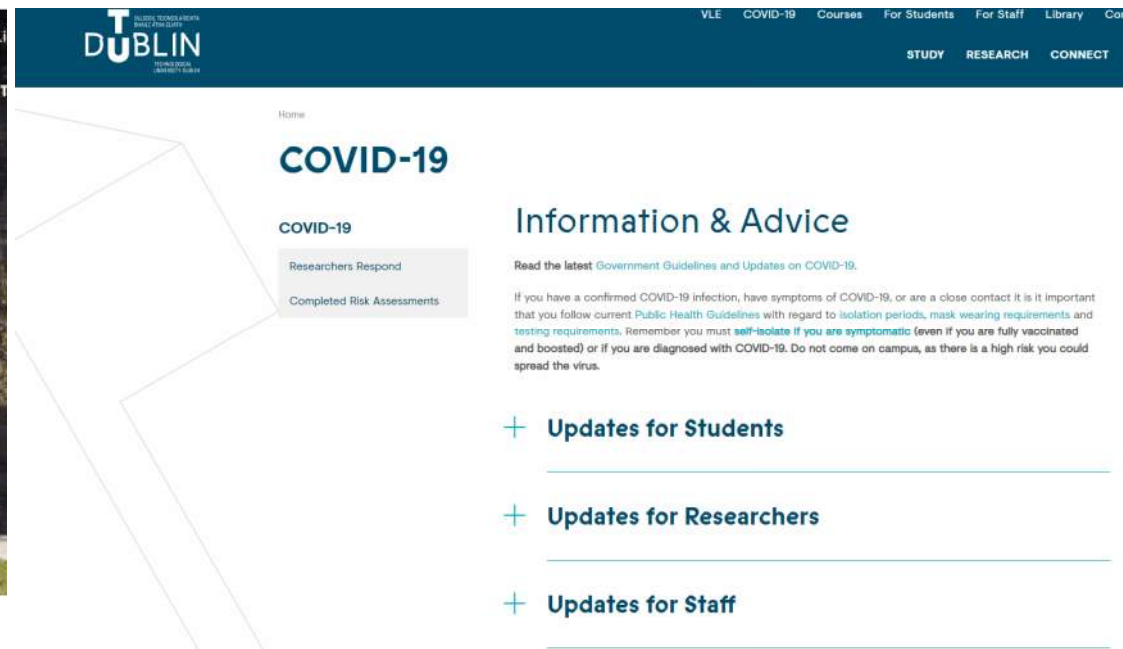 VLE COVID-19 Courses For Students For Staff Library
STUDY RESEARCH CONNECT
T
DUBLIN
TECHNOLOGICAL
UNIVERSITY DUBLIN
Home
COVID-19
COVID-19
Researchers Respond
Completed Risk Assessments
Information & Advice
Read the latest Government Guidelines and Updates on COVID-19.
If you have a confirmed COVID-19 infection, have symptoms of COVID-19, or are a close contact it is it important
that you follow current Public Health Guidelines with regard to isolation periods, mask wearing requirements and
testing requirements. Remember you must self-isolate if you are symptomatic (even if you are fully vaccinated
and boosted) or if you are diagnosed with COVID-19. Do not come on campus, as there is a high risk you could
spread the virus.
+ Updates for Students
+ Updates for Researchers
+ Updates for Staff